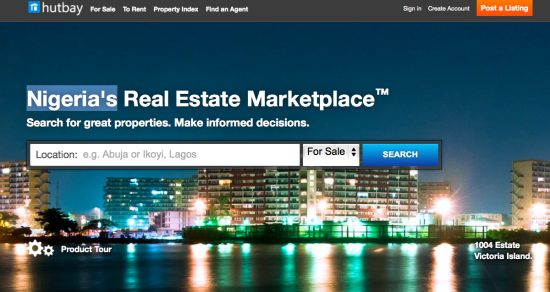 hutbay For Sale To Rent Property Index Find an Agent Sign in Create Account Post a Listing
Nigeria's Real Estate Marketplace™
Search for great properties. Make informed decisions.
Location: e.g. Abuja or Ikoyi, Lagos For Sale SEARCH
Product Tour
1004 Estate
Victoria Island.